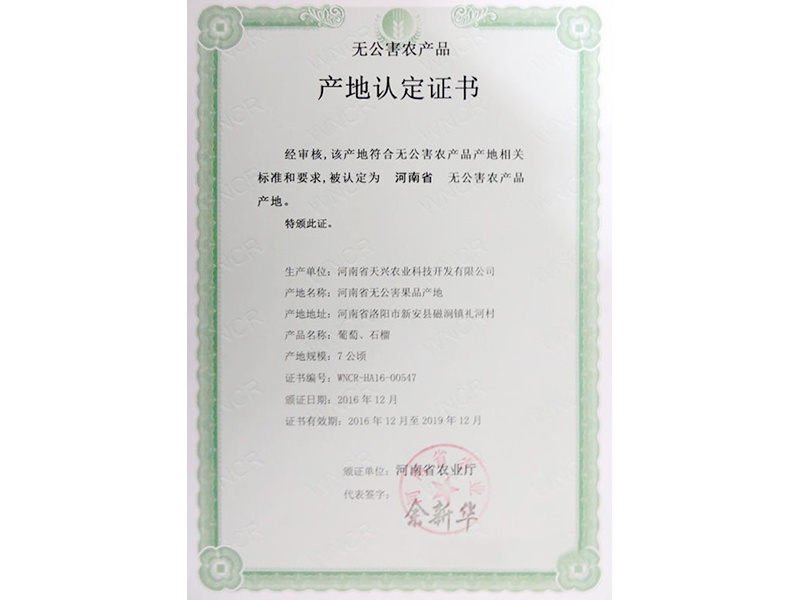 无公害农产品
产地认定证书
经审核,该产地符合无公害农产品产地相关
标准和要求,被认定为 河南省 无公害农产品
产地。
特颁此证。
生产单位：河南省天兴农业科技开发有限公司
产地名称：河南省无公害果品产地
产地地址：河南省洛阳市新安县磁涧镇礼河村
产品名称：葡萄、石榴
产地规模：7公顷
证书编号：WNCR-HA16-00547
颁证日期：2016年12月
证书有效期：2016年12月至2019年12月
颁证单位：河南省农业厅
代表签字：
余新华